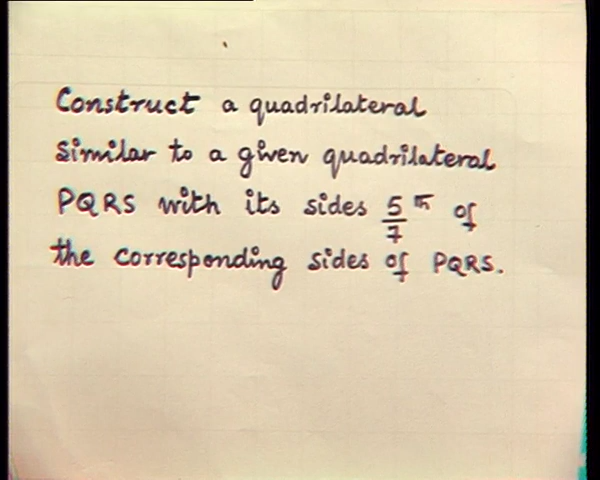 Construct a quadrilateral
similar to a given quadrilateral
PQRS with its sides 5/7 th of
the corresponding sides of PQRS.